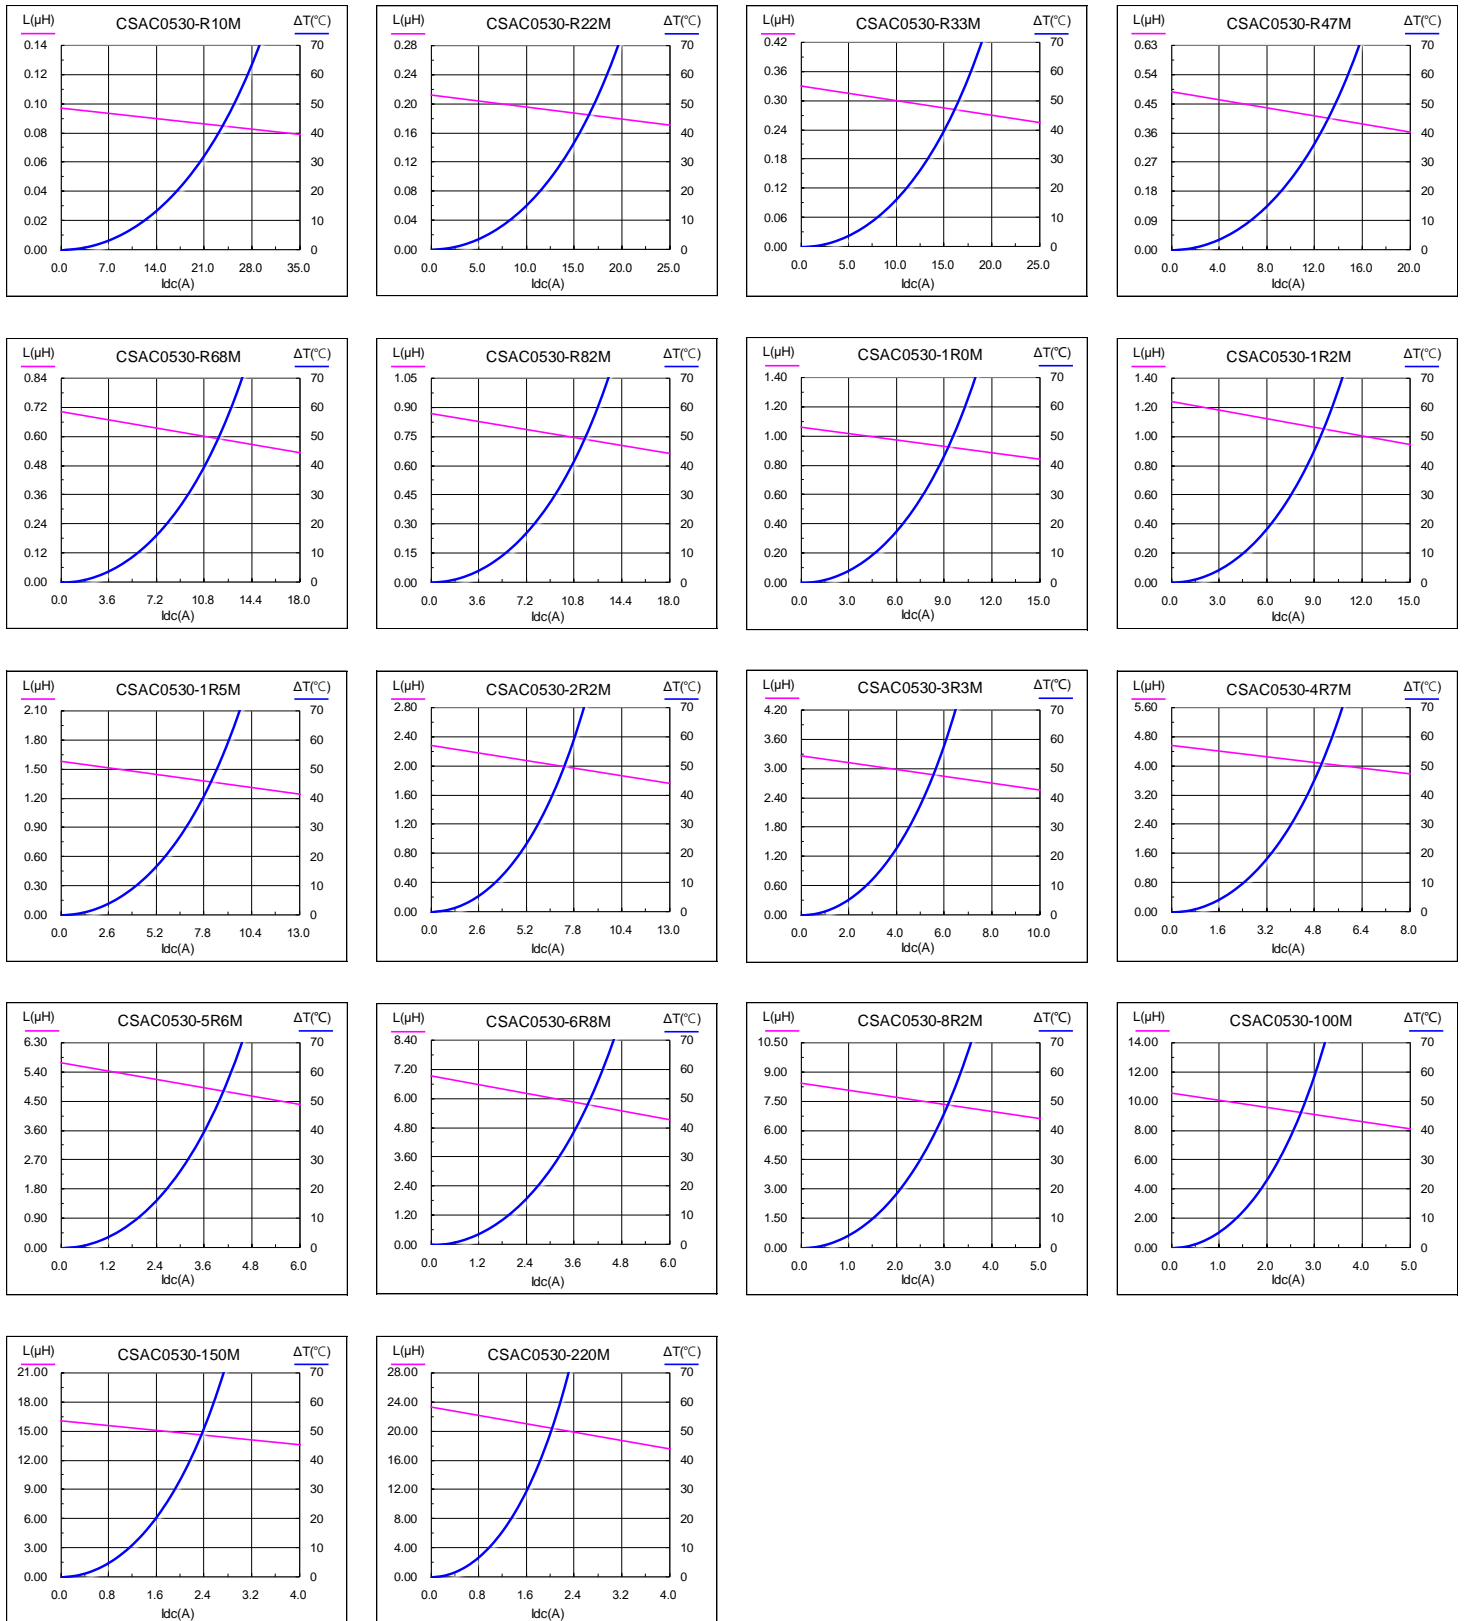 L(μH) CSAC0530-R10M ΔT(℃)
0.14 70
0.12 60
0.10 50
0.08 40
0.06 30
0.04 20
0.02 10
0.00 0
0.0 7.0 14.0 21.0 28.0 35.0
Idc(A)
L(μH) CSAC0530-R22M ΔT(℃)
0.28 70
0.24 60
0.20 50
0.16 40
0.12 30
0.08 20
0.04 10
0.00 0
0.0 5.0 10.0 15.0 20.0 25.0
Idc(A)
L(μH) CSAC0530-R33M ΔT(℃)
0.42 70
0.36 60
0.30 50
0.24 40
0.18 30
0.12 20
0.06 10
0.00 0
0.0 5.0 10.0 15.0 20.0 25.0
Idc(A)
L(μH) CSAC0530-R47M ΔT(℃)
0.63 70
0.54 60
0.45 50
0.36 40
0.27 30
0.18 20
0.09 10
0.00 0
0.0 4.0 8.0 12.0 16.0 20.0
Idc(A)
L(μH) CSAC0530-R68M ΔT(℃)
0.84 70
0.72 60
0.60 50
0.48 40
0.36 30
0.24 20
0.12 10
0.00 0
0.0 3.6 7.2 10.8 14.4 18.0
Idc(A)
L(μH) CSAC0530-R82M ΔT(℃)
1.05 70
0.90 60
0.75 50
0.60 40
0.45 30
0.30 20
0.15 10
0.00 0
0.0 3.6 7.2 10.8 14.4 18.0
Idc(A)
L(μH) CSAC0530-1R0M ΔT(℃)
1.40 70
1.20 60
1.00 50
0.80 40
0.60 30
0.40 20
0.20 10
0.00 0
0.0 3.0 6.0 9.0 12.0 15.0
Idc(A)
L(μH) CSAC0530-1R2M ΔT(℃)
1.40 70
1.20 60
1.00 50
0.80 40
0.60 30
0.40 20
0.20 10
0.00 0
0.0 3.0 6.0 9.0 12.0 15.0
Idc(A)
L(μH) CSAC0530-1R5M ΔT(℃)
2.10 70
1.80 60
1.50 50
1.20 40
0.90 30
0.60 20
0.30 10
0.00 0
0.0 2.6 5.2 7.8 10.4 13.0
Idc(A)
L(μH) CSAC0530-2R2M ΔT(℃)
2.80 70
2.40 60
2.00 50
1.60 40
1.20 30
0.80 20
0.40 10
0.00 0
0.0 2.6 5.2 7.8 10.4 13.0
Idc(A)
L(μH) CSAC0530-3R3M ΔT(℃)
4.20 70
3.60 60
3.00 50
2.40 40
1.80 30
1.20 20
0.60 10
0.00 0
0.0 2.0 4.0 6.0 8.0 10.0
Idc(A)
L(μH) CSAC0530-4R7M ΔT(℃)
5.60 70
4.80 60
4.00 50
3.20 40
2.40 30
1.60 20
0.80 10
0.00 0
0.0 1.6 3.2 4.8 6.4 8.0
Idc(A)
L(μH) CSAC0530-5R6M ΔT(℃)
6.30 70
5.40 60
4.50 50
3.60 40
2.70 30
1.80 20
0.90 10
0.00 0
0.0 1.2 2.4 3.6 4.8 6.0
Idc(A)
L(μH) CSAC0530-6R8M ΔT(℃)
8.40 70
7.20 60
6.00 50
4.80 40
3.60 30
2.40 20
1.20 10
0.00 0
0.0 1.2 2.4 3.6 4.8 6.0
Idc(A)
L(μH) CSAC0530-8R2M ΔT(℃)
10.50 70
9.00 60
7.50 50
6.00 40
4.50 30
3.00 20
1.50 10
0.00 0
0.0 1.0 2.0 3.0 4.0 5.0
Idc(A)
L(μH) CSAC0530-100M ΔT(℃)
14.00 70
12.00 60
10.00 50
8.00 40
6.00 30
4.00 20
2.00 10
0.00 0
0.0 1.0 2.0 3.0 4.0 5.0
Idc(A)
L(μH) CSAC0530-150M ΔT(℃)
21.00 70
18.00 60
15.00 50
12.00 40
9.00 30
6.00 20
3.00 10
0.00 0
0.0 0.8 1.6 2.4 3.2 4.0
Idc(A)
L(μH) CSAC0530-220M ΔT(℃)
28.00 70
24.00 60
20.00 50
16.00 40
12.00 30
8.00 20
4.00 10
0.00 0
0.0 0.8 1.6 2.4 3.2 4.0
Idc(A)